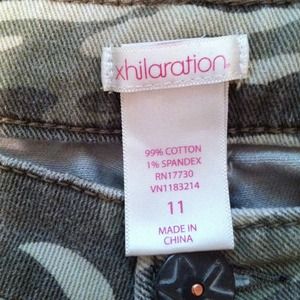 xhilaration
99% COTTON
1% SPANDEX
RN17730
VN1183214
11
MADE IN
CHINA